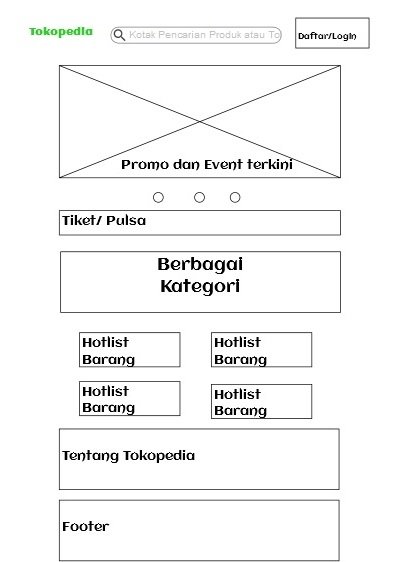 Tokopedia
Kotak Pencarian Produk atau To
Daftar/Login
Promo dan Event terkini
Tiket/ Pulsa
Berbagai
Kategori
Hotlist
Barang
Hotlist
Barang
Hotlist
Barang
Hotlist
Barang
Tentang Tokopedia
Footer